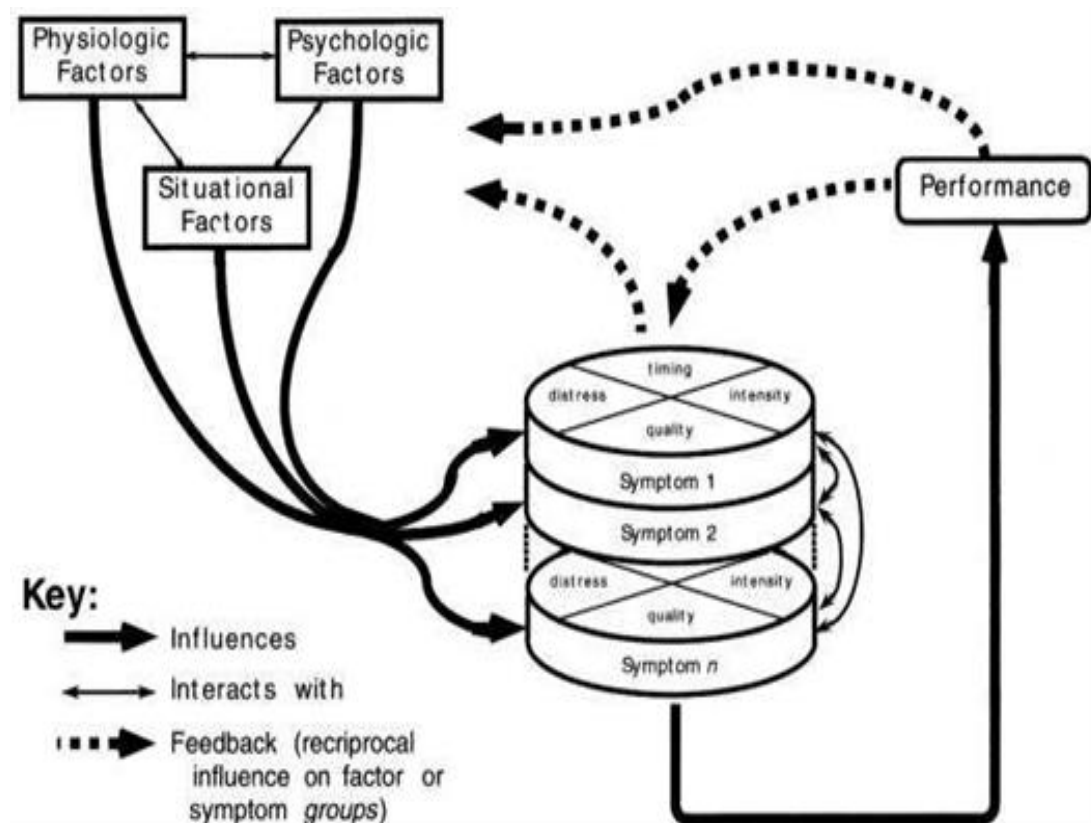 Physiologic
Factors
Psychologic
Factors
Situational
Factors
Performance
timing
distress
intensity
quality
Symptom 1
Symptom 2
distress
intensity
quality
Symptom n
Key:
Influences
Interacts with
Feedback (recriprocal
influence on factor or
symptom groups)